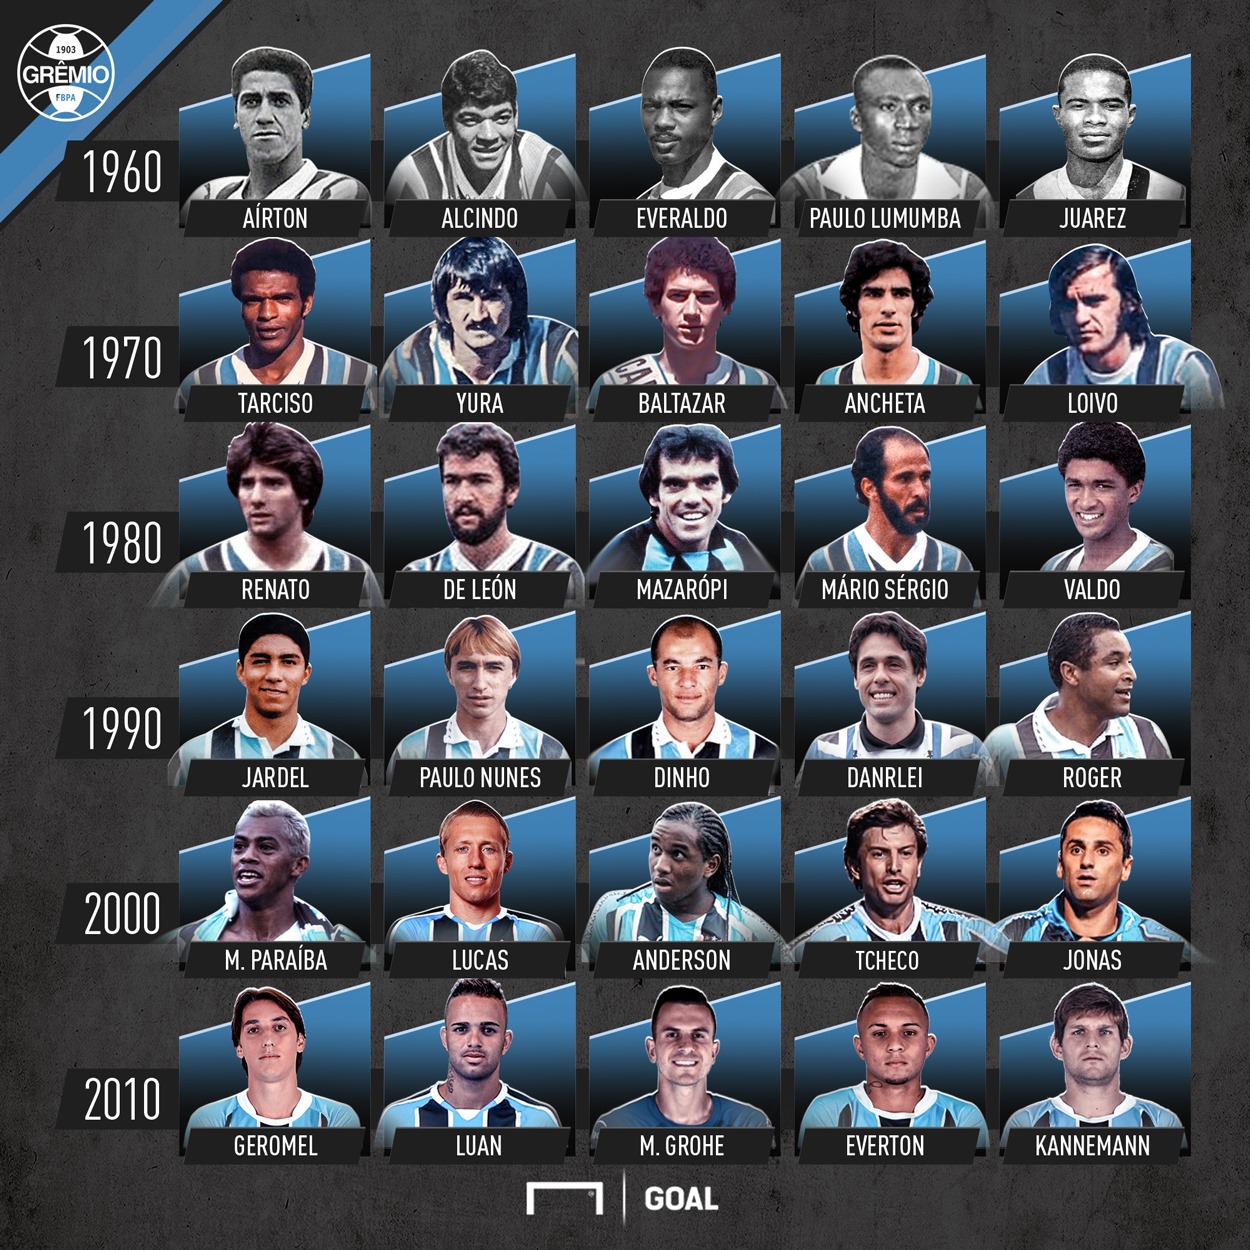 1903
GRÊMIO
FBPA
1960
AÍRTON
ALCINDO
EVERALDO
PAULO LUMUMBA
JUAREZ
1970
TARCISO
YURA
BALTAZAR
ANCHETA
LOIVO
1980
RENATO
DE LEÓN
MAZARÓPI
MÁRIO SÉRGIO
VALDO
1990
JARDEL
PAULO NUNES
DINHO
DANRLEI
ROGER
2000
M. PARAÍBA
LUCAS
ANDERSON
TCHECO
JONAS
2010
GEROMEL
LUAN
M. GROHE
EVERTON
KANNEMANN
GOAL